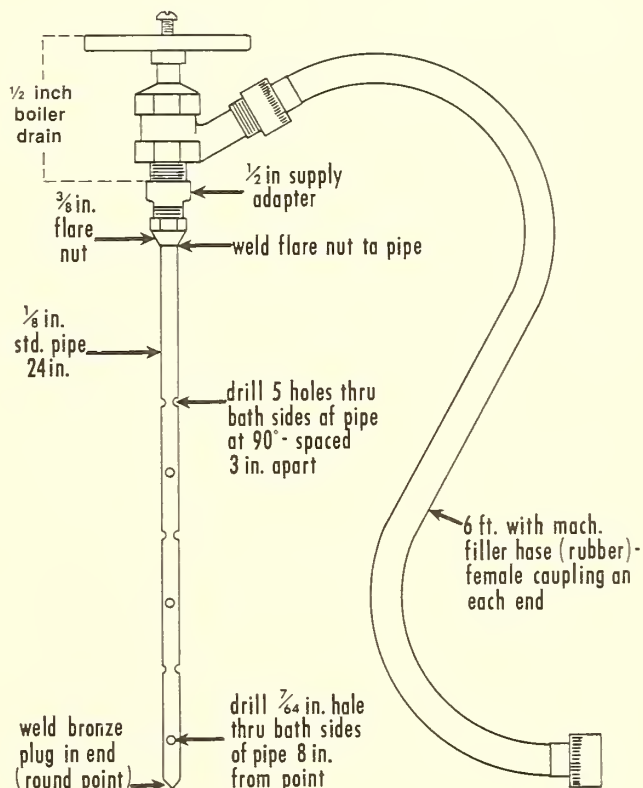 ½ inch
boiler
drain
½ in supply
adapter
⅜ in.
flare
nut
weld flare nut ta pipe
⅛ in.
std. pipe
24 in.
drill 5 holes thru
bath sides af pipe
at 90°- spaced
3 in. apart
6 ft. with mach.
filler hase (rubber)-
female caupling an
each end
drill 7/64 in. hale
thru bath sides
of pipe 8 in.
from point
weld bronze
plug in end
(round point)